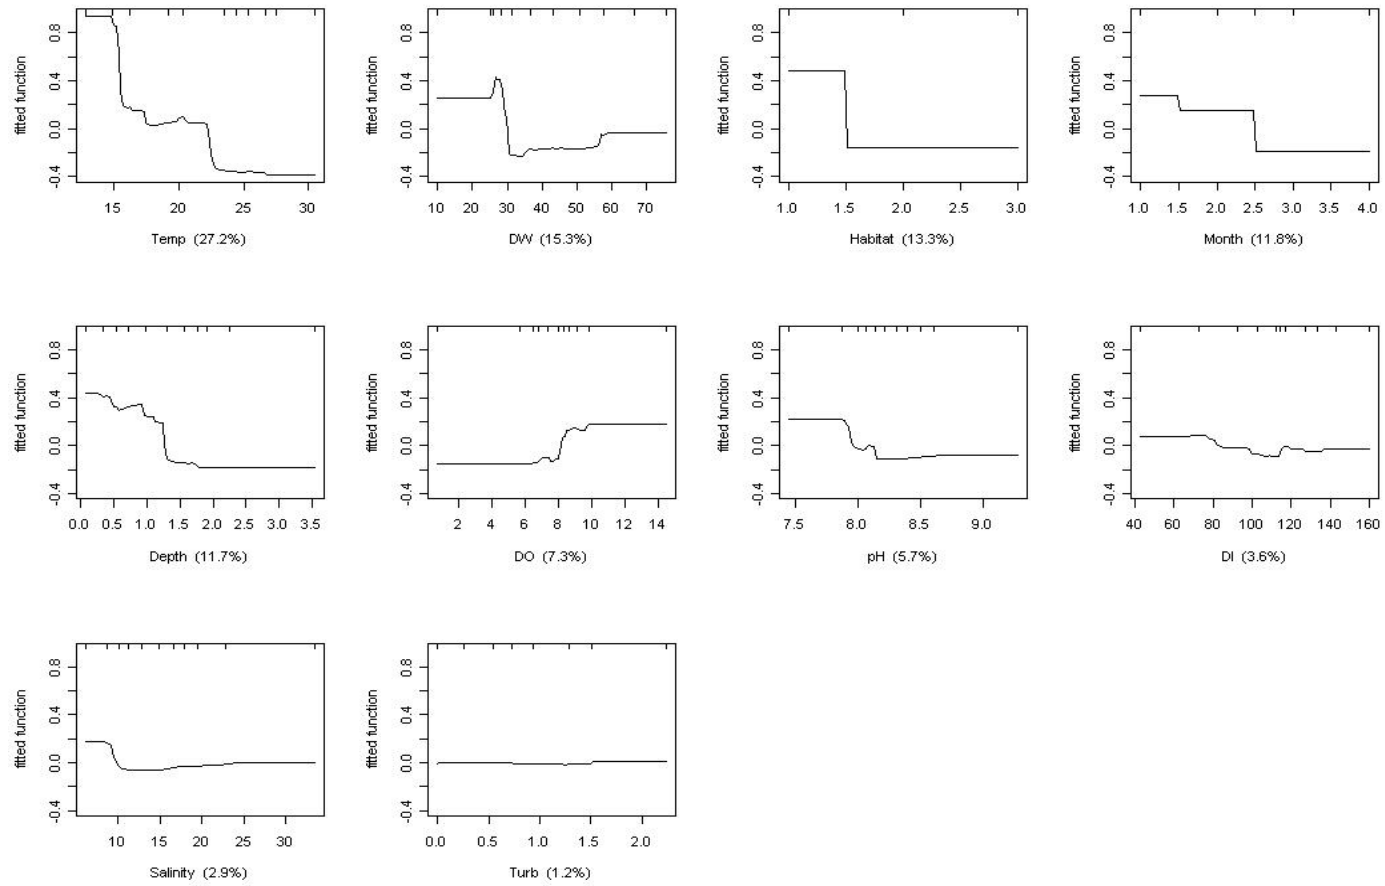 fitted function
-0.4 0.0 0.4 0.8
15 20 25 30
Temp (27.2%)
fitted function
-0.4 0.0 0.4 0.8
10 20 30 40 50 60 70
DW (15.3%)
fitted function
-0.4 0.0 0.4 0.8
1.0 1.5 2.0 2.5 3.0
Habitat (13.3%)
fitted function
-0.4 0.0 0.4 0.8
1.0 1.5 2.0 2.5 3.0 3.5 4.0
Month (11.8%)
fitted function
-0.4 0.0 0.4 0.8
0.0 0.5 1.0 1.5 2.0 2.5 3.0 3.5
Depth (11.7%)
fitted function
-0.4 0.0 0.4 0.8
2 4 6 8 10 12 14
DO (7.3%)
fitted function
-0.4 0.0 0.4 0.8
7.5 8.0 8.5 9.0
pH (5.7%)
fitted function
-0.4 0.0 0.4 0.8
40 60 80 100 120 140 160
DI (3.6%)
fitted function
-0.4 0.0 0.4 0.8
10 15 20 25 30
Salinity (2.9%)
fitted function
-0.4 0.0 0.4 0.8
0.0 0.5 1.0 1.5 2.0
Turb (1.2%)